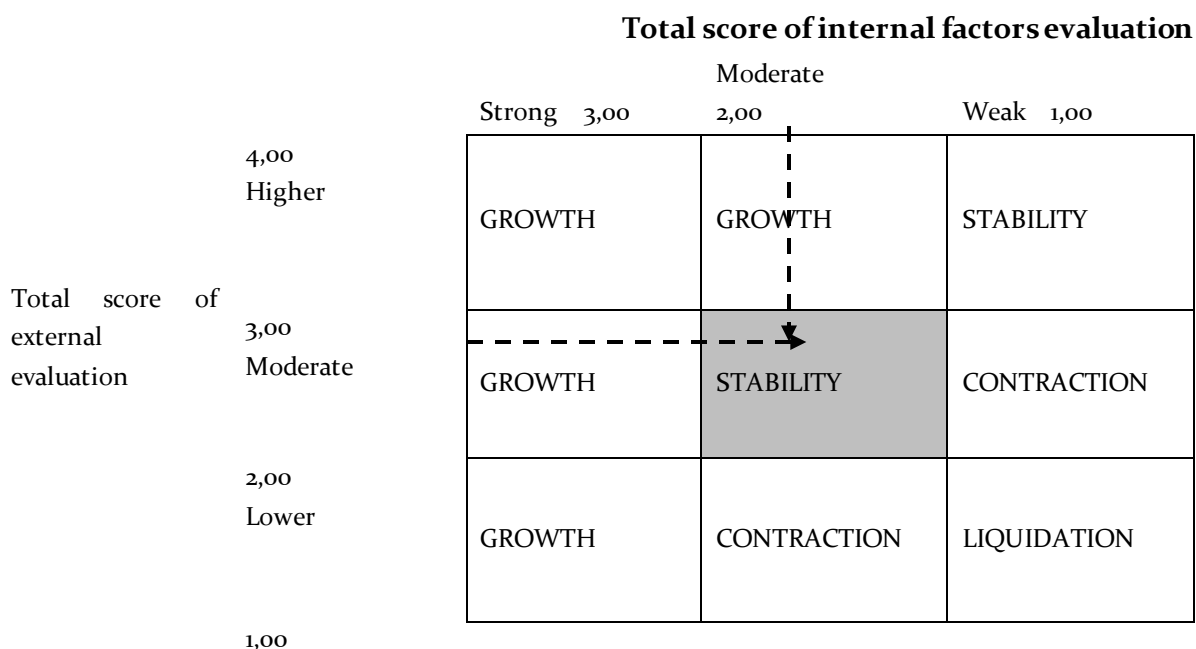 Total score of internal factors evaluation
Moderate
Strong 3,00 2,00 Weak 1,00
4,00
Higher
GROWTH GROWTH STABILITY
Total score of
external
evaluation
3,00
Moderate
GROWTH STABILITY CONTRACTION
2,00
Lower
GROWTH CONTRACTION LIQUIDATION
1,00